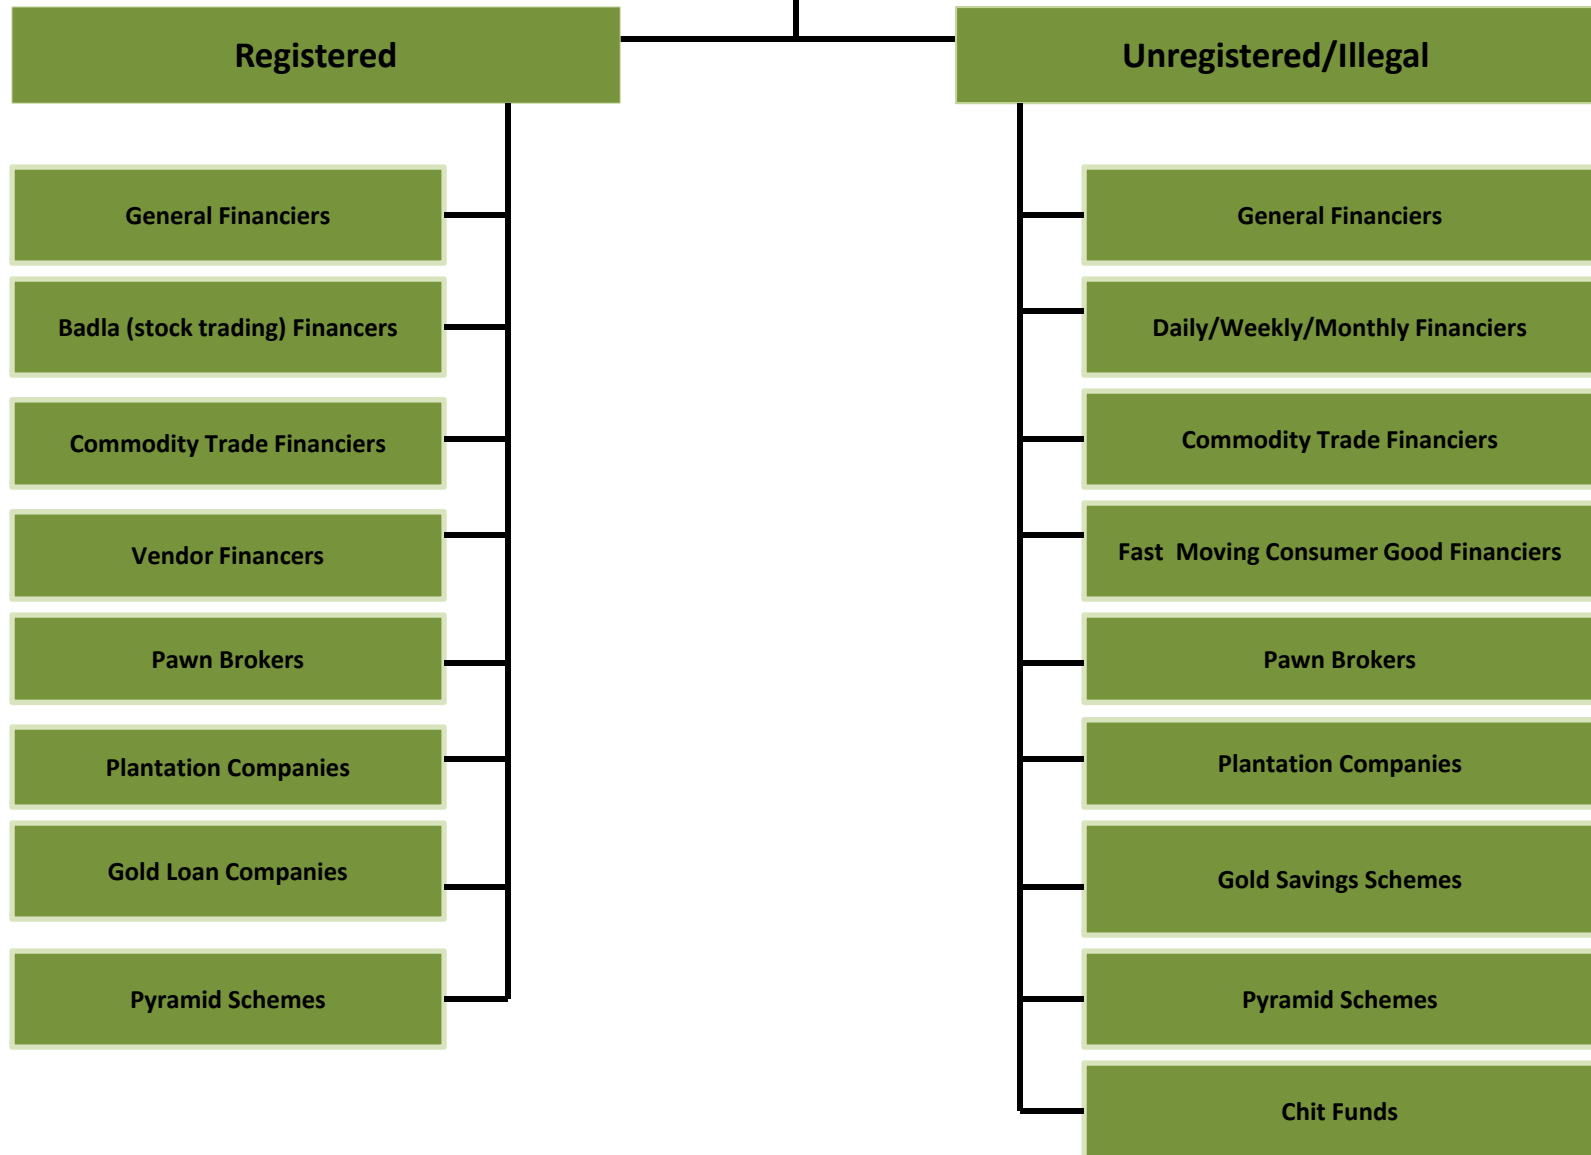 Registered
Unregistered/Illegal
General Financiers
Badla (stock trading) Financers
Commodity Trade Financiers
Vendor Financers
Pawn Brokers
Plantation Companies
Gold Loan Companies
Pyramid Schemes
General Financiers
Daily/Weekly/Monthly Financiers
Commodity Trade Financiers
Fast  Moving Consumer Good Financiers
Pawn Brokers
Plantation Companies
Gold Savings Schemes
Pyramid Schemes
Chit Funds